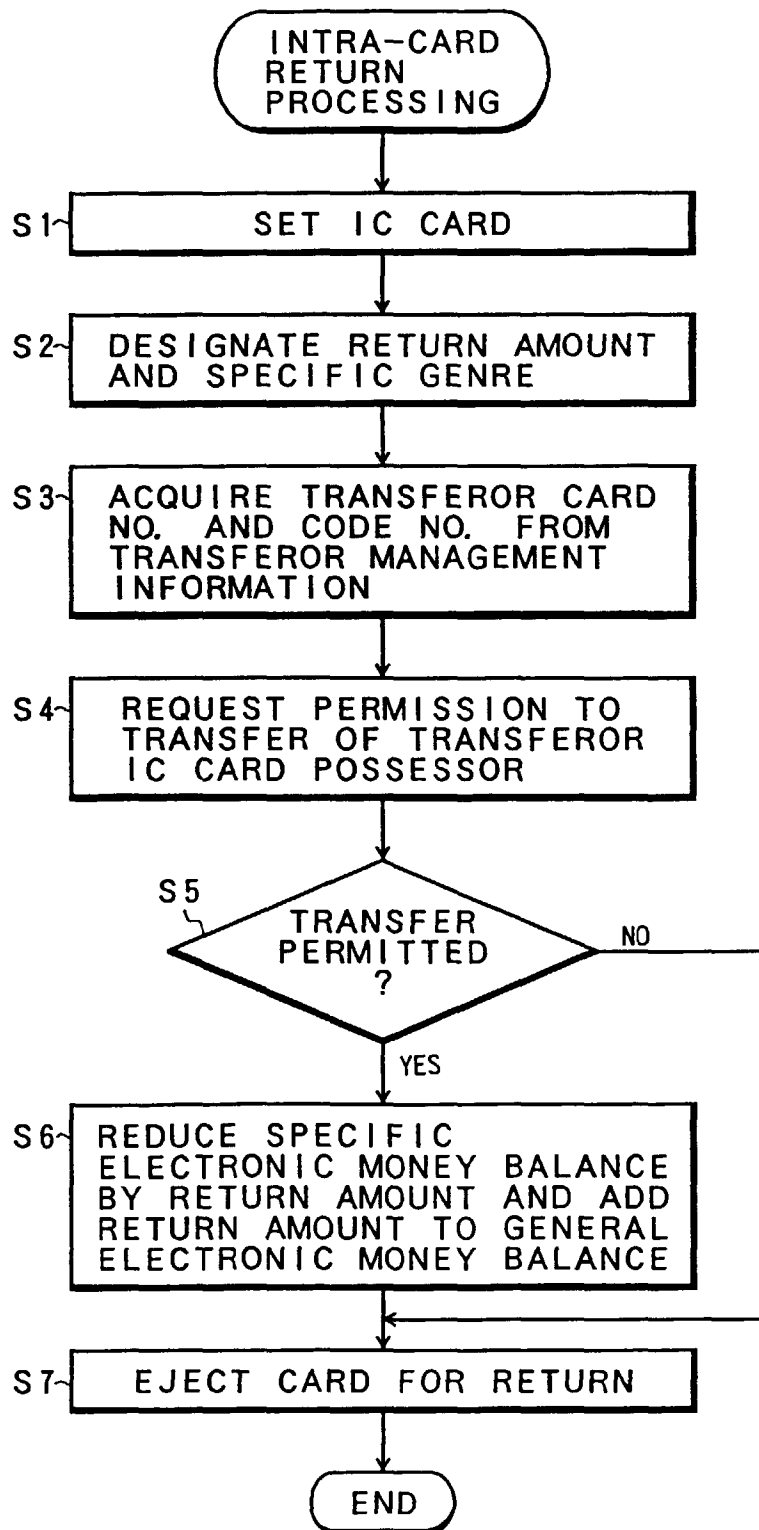 INTRA-CARD
RETURN
PROCESSING
S1
SET IC CARD
S2
DESIGNATE RETURN AMOUNT
AND SPECIFIC GENRE
S3
ACQUIRE TRANSFEROR CARD
NO. AND CODE NO. FROM
TRANSFEROR MANAGEMENT
INFORMATION
S4
REQUEST PERMISSION TO
TRANSFER OF TRANSFEROR
IC CARD POSSESSOR
S5
TRANSFER
PERMITTED
?
NO
YES
S6
REDUCE SPECIFIC
ELECTRONIC MONEY BALANCE
BY RETURN AMOUNT AND ADD
RETURN AMOUNT TO GENERAL
ELECTRONIC MONEY BALANCE
S7
EJECT CARD FOR RETURN
END